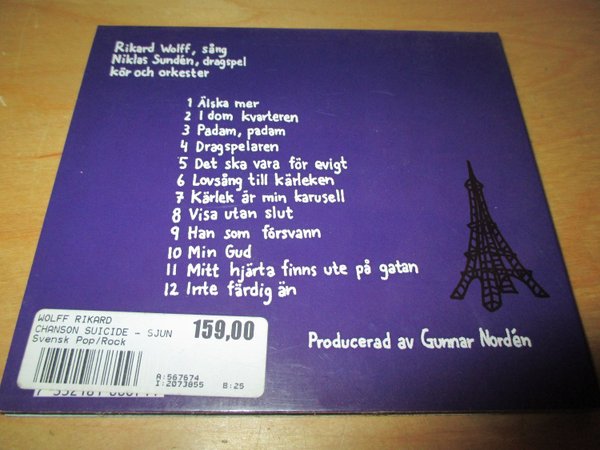 Rikard Wolff, sång
Niklas Sundén, dragspel
kör och orkester
1 Älska mer
2 I dom kvarteren
3 Padam, padam
4 Dragspelaren
5 Det ska vara för evigt
6 Lovsång till kärleken
7 Kärlek är min karusell
8 Visa utan slut
9 Han som försvann
10 Min Gud
11 Mitt hjärta finns ute på gatan
12 Inte färdig än
WOLFF RIKARD
CHANSON SUICIDE - SJUN
Svensk Pop/Rock
159,00
A:567674
I:2073855
B:25
Producerad av Gunnar Nordén